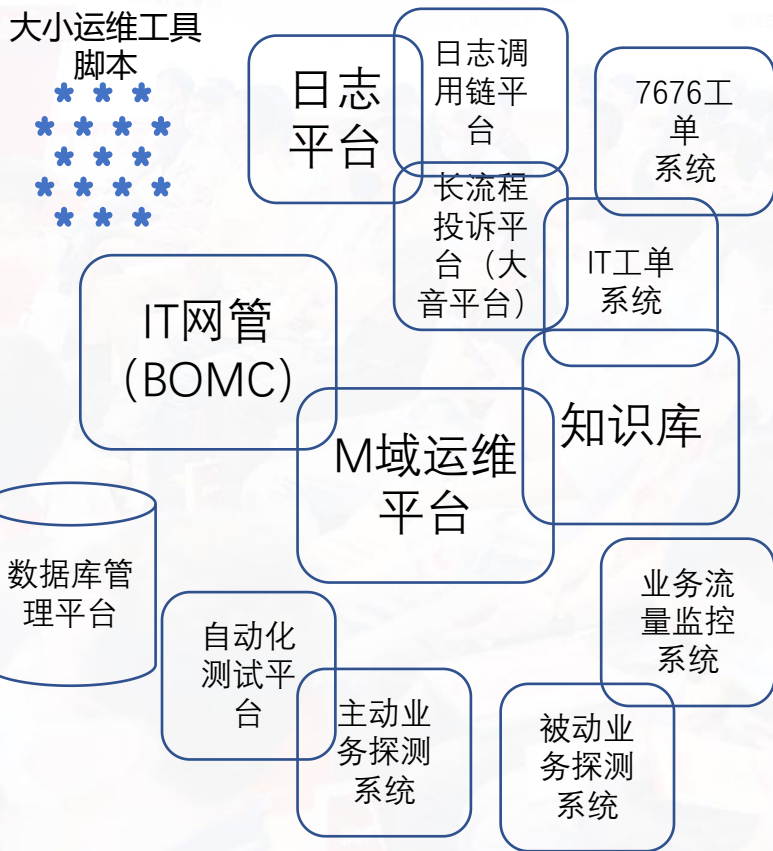 大小运维工具
脚本
日志
平台
日志调
用链平
台
7676工
单
系统
长流程
投诉平
台（大
音平台）
IT工单
系统
IT网管
（BOMC）
知识库
M域运维
平台
数据库管
理平台
业务流
量监控
系统
自动化
测试平
台
主动业
务探测
系统
被动业
务探测
系统